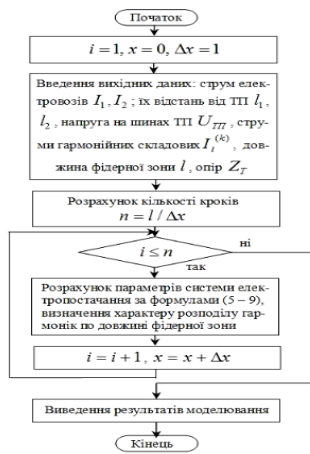 Початок
i = 1, x = 0, Δx = 1
Введення вихідних даних: струм елек-
тровозів I₁, I₂; їх відстань від ТП l₁,
l₂, напруга на шинах ТП U_ТП, стру-
ми гармонійних складових I_i^(k), дов-
жина фідерної зони l, опір Z_T
Розрахунок кількості кроків
n = l / Δx
i ≤ n
ні
так
Розрахунок параметрів системи елек-
тропостачання за формулами (5 – 9),
визначення характеру розподілу гар-
монік по довжині фідерної зони
i = i + 1, x = x + Δx
Виведення результатів моделювання
Кінець